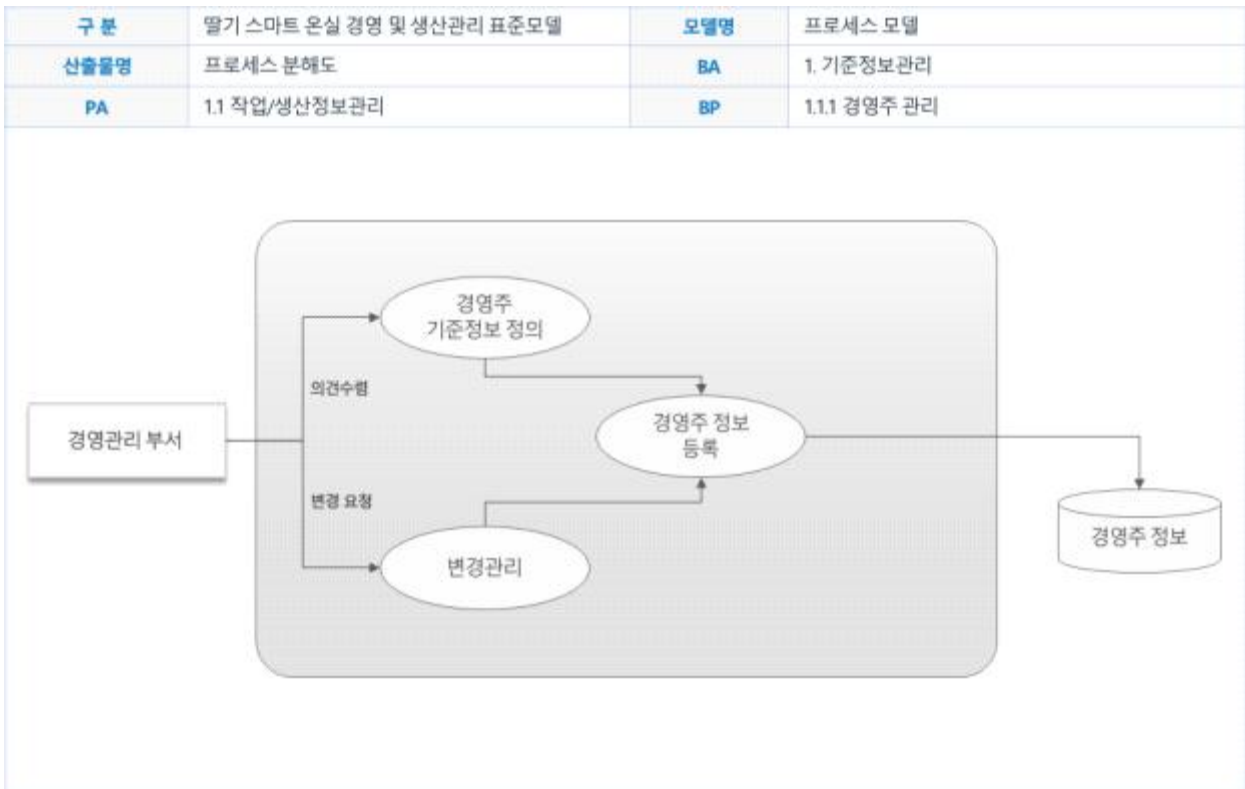 구 분 딸기 스마트 온실 경영 및 생산관리 표준모델 모델명 프로세스 모델
산출물명 프로세스 분해도 BA 1. 기준정보관리
PA 1.1 작업/생산정보관리 BP 1.1.1 경영주 관리
경영주
기준정보 정의
의견수렴
경영관리 부서
경영주 정보
등록
변경 요청
변경관리
경영주 정보